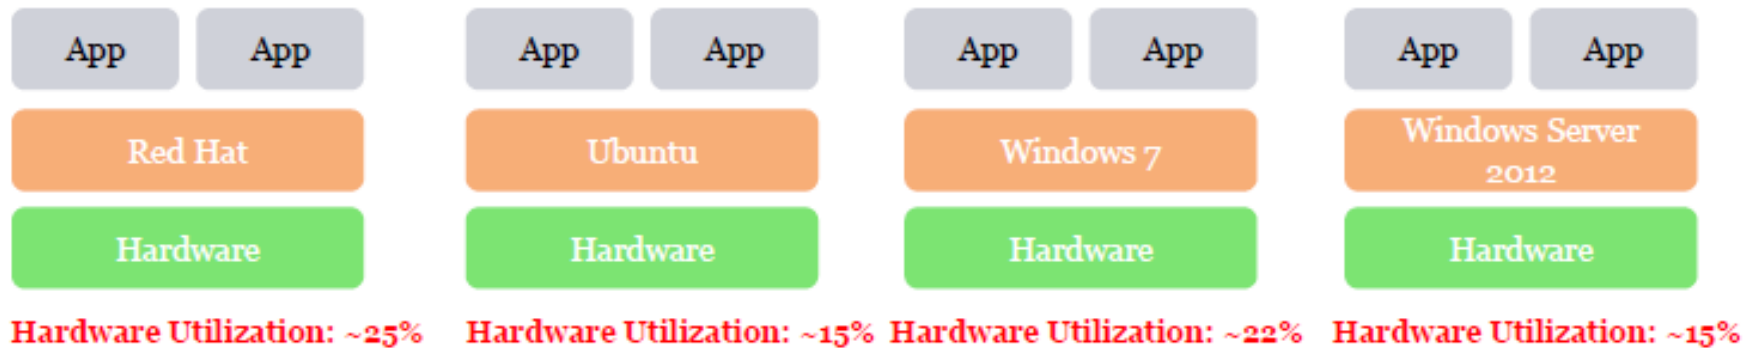 App App App App App App App App
Red Hat Ubuntu Windows 7 Windows Server
2012
Hardware Hardware Hardware Hardware
Hardware Utilization: ~25% Hardware Utilization: ~15% Hardware Utilization: ~22% Hardware Utilization: ~15%